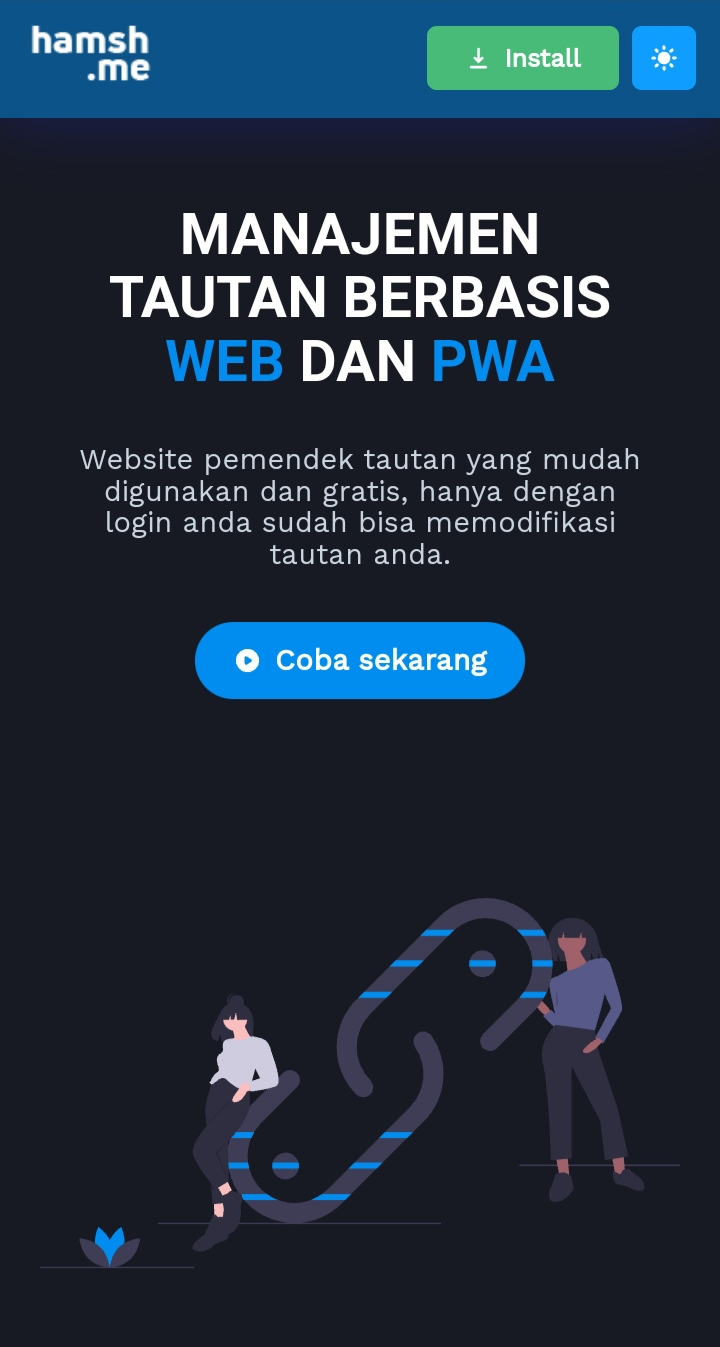 hamsh
.me
Install
MANAJEMEN
TAUTAN BERBASIS
WEB DAN PWA
Website pemendek tautan yang mudah
digunakan dan gratis, hanya dengan
login anda sudah bisa memodifikasi
tautan anda.
Coba sekarang